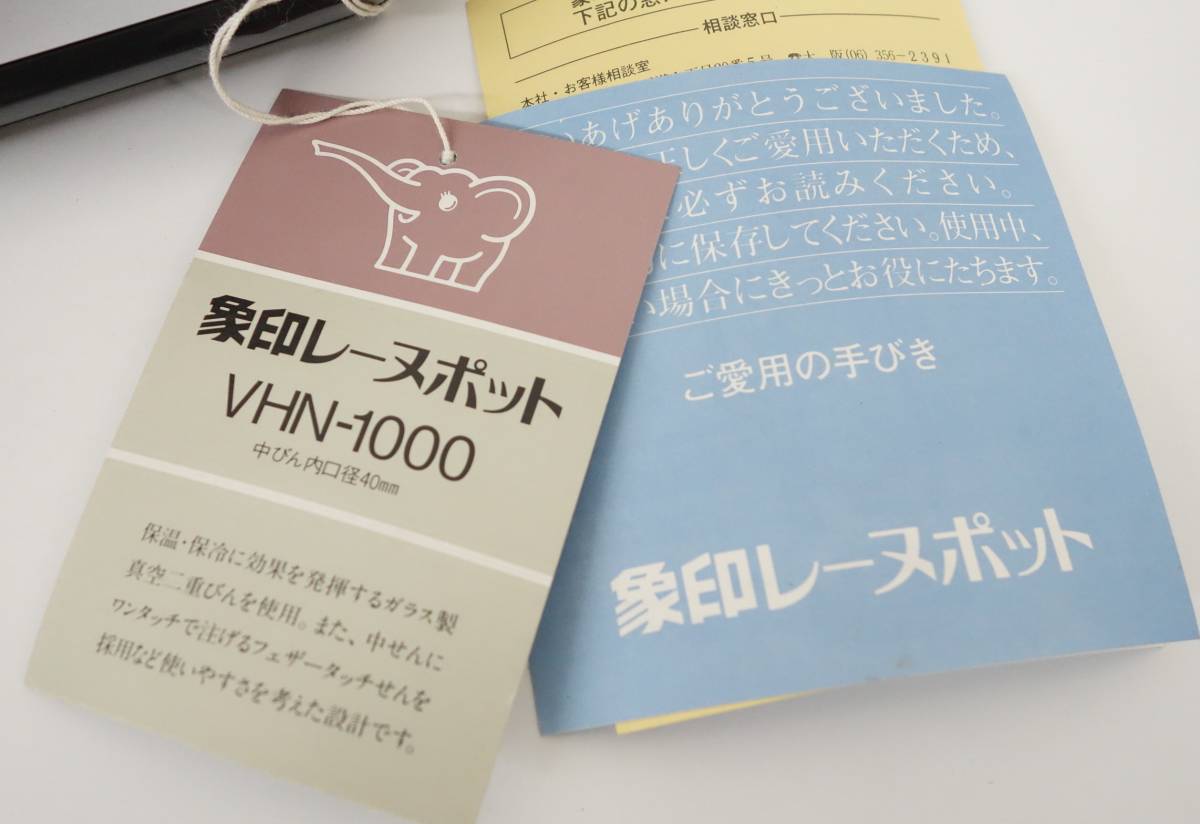 象印レーヌポット
VHN-1000
中びん内口径40mm
保温・保冷に効果を発揮するガラス製
真空二重びんを使用。また、中せんに
ワンタッチで注げるフェザータッチせんを
採用など使いやすさを考えた設計です。
下記の窓
相談窓口
本社・お客様相談室
阪(06)356-2391
あげありがとうございました。
正しくご愛用いただくため、
必ずお読みください。
に保存してください。使用中、
い場合にきっとお役にたちます。
ご愛用の手びき
象印レーヌポット